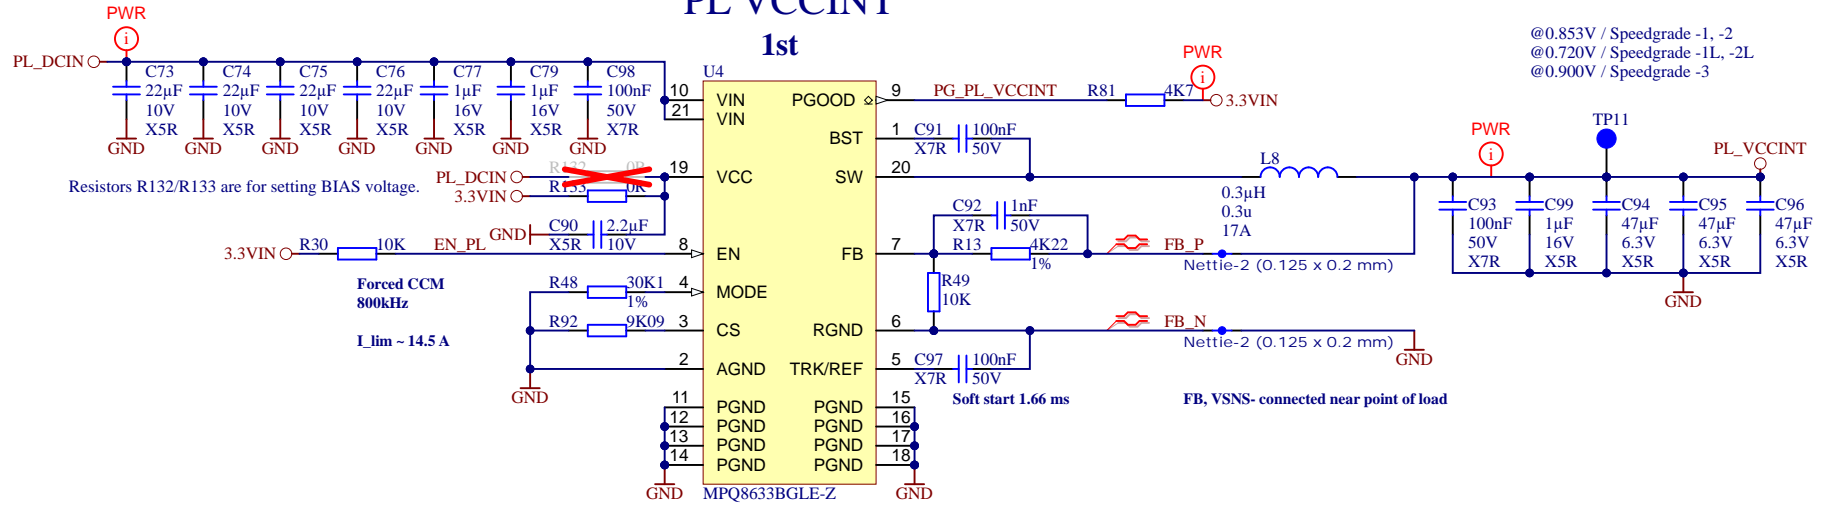 PL VCCINT
1st
PWR
i
PL_DCIN
C73
22µF
10V
X5R
GND
C74
22µF
10V
X5R
GND
C75
22µF
10V
X5R
GND
C76
22µF
10V
X5R
GND
C77
1µF
16V
X5R
GND
C79
1µF
16V
X5R
GND
C98
100nF
50V
X7R
GND
U4
10 VIN
21 VIN
19 VCC
8 EN
4 MODE
3 CS
2 AGND
11 PGND
12 PGND
13 PGND
14 PGND
PGOOD 9
BST 1
SW 20
FB 7
RGND 6
TRK/REF 5
PGND 15
PGND 16
PGND 17
PGND 18
MPQ8633BGLE-Z
GND
GND
R132 0R
PL_DCIN
R133 0R
3.3VIN
Resistors R132/R133 are for setting BIAS voltage.
GND
C90 2.2µF
X5R 10V
3.3VIN
R30 10K
EN_PL
Forced CCM
800kHz
I_lim ~ 14.5 A
R48 30K1
1%
R92 9K09
GND
PG_PL_VCCINT
R81 4K7
PWR
i
3.3VIN
C91 100nF
X7R 50V
L8
0.3µH
0.3u
17A
C92 1nF
X7R 50V
R13 4K22
1%
FB_P
Nettie-2 (0.125 x 0.2 mm)
R49
10K
FB_N
Nettie-2 (0.125 x 0.2 mm)
GND
C97 100nF
X7R 50V
Soft start 1.66 ms
FB, VSNS- connected near point of load
@0.853V / Speedgrade -1, -2
@0.720V / Speedgrade -1L, -2L
@0.900V / Speedgrade -3
PWR
i
TP11
PL_VCCINT
C93
100nF
50V
X7R
C99
1µF
16V
X5R
C94
47µF
6.3V
X5R
C95
47µF
6.3V
X5R
C96
47µF
6.3V
X5R
GND